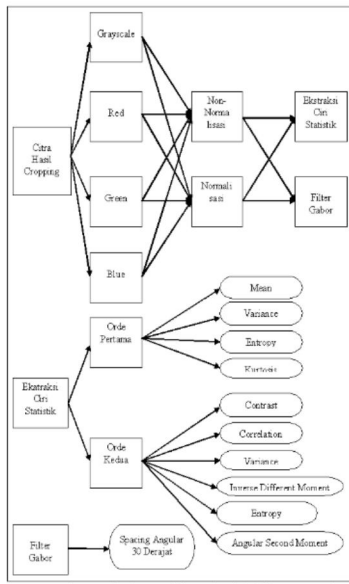 Grayscale
Red
Green
Blue
Citra
Hasil
Cropping
Non-
Norma
lisasi
Normali
sasi
Ekstraksi
Ciri
Statistik
Filter
Gabor
Ekstraksi
Ciri
Statistik
Orde
Pertama
Mean
Variance
Entropy
Kurtosis
Orde
Kedua
Contrast
Correlation
Variance
Inverse Different Moment
Entropy
Angular Second Moment
Filter
Gabor
Spacing Angular
30 Derajat